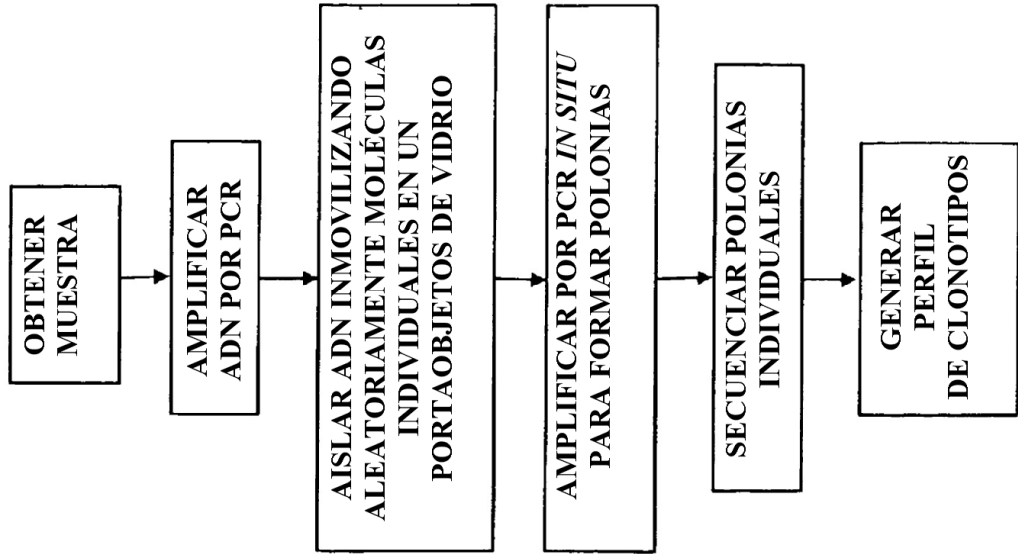 OBTENER
MUESTRA
AMPLIFICAR
ADN POR PCR
AISLAR ADN INMOVILIZANDO
ALEATORIAMENTE MOLÉCULAS
INDIVIDUALES EN UN
PORTAOBJETOS DE VIDRIO
AMPLIFICAR POR PCR IN SITU
PARA FORMAR POLONIAS
SECUENCIAR POLONIAS
INDIVIDUALES
GENERAR
PERFIL
DE CLONOTIPOS